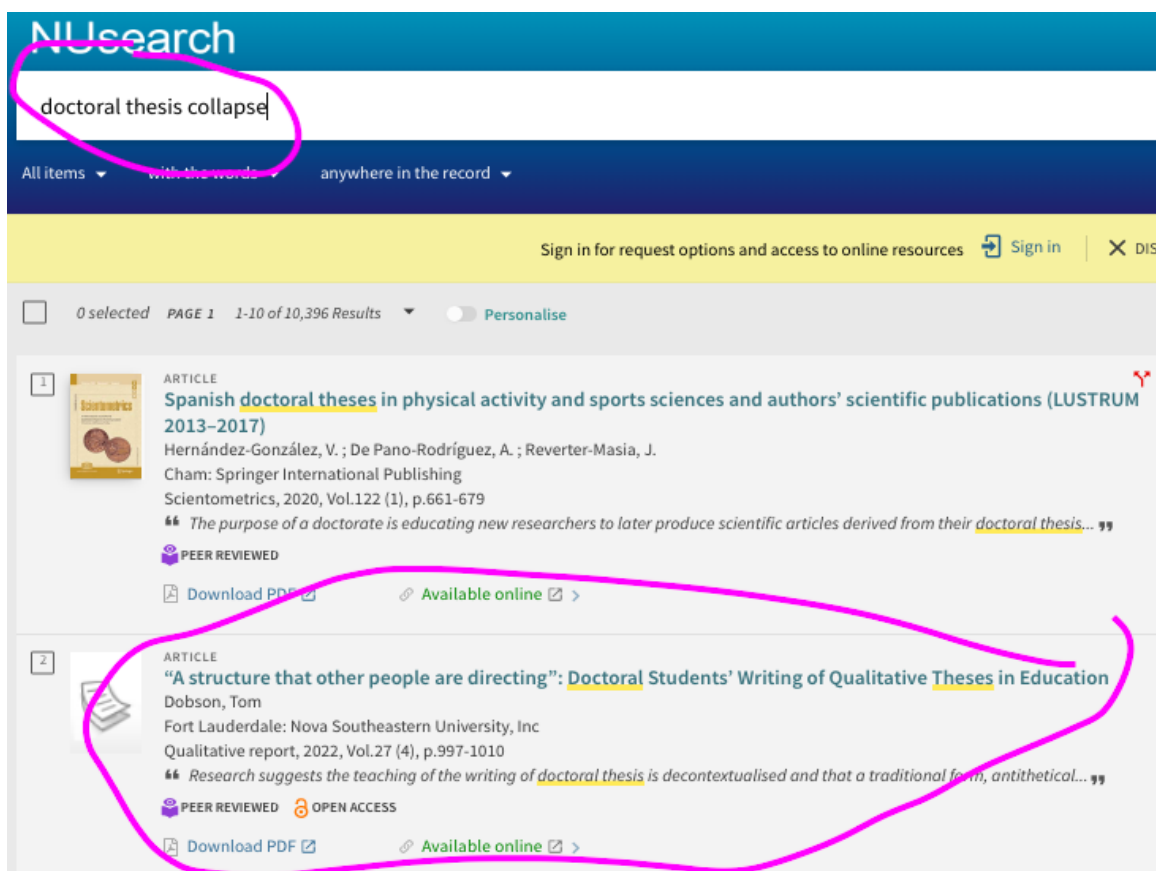 NUsearch
doctoral thesis collapse
All items with the words anywhere in the record
Sign in for request options and access to online resources Sign in DIS
0 selected PAGE 1 1-10 of 10,396 Results Personalise
1
ARTICLE
Spanish doctoral theses in physical activity and sports sciences and authors’ scientific publications (LUSTRUM
2013–2017)
Hernández-González, V. ; De Pano-Rodríguez, A. ; Reverter-Masia, J.
Cham: Springer International Publishing
Scientometrics, 2020, Vol.122 (1), p.661-679
“ The purpose of a doctorate is educating new researchers to later produce scientific articles derived from their doctoral thesis... ”
PEER REVIEWED
Download PDF Available online
2
ARTICLE
“A structure that other people are directing”: Doctoral Students’ Writing of Qualitative Theses in Education
Dobson, Tom
Fort Lauderdale: Nova Southeastern University, Inc
Qualitative report, 2022, Vol.27 (4), p.997-1010
“ Research suggests the teaching of the writing of doctoral thesis is decontextualised and that a traditional form, antithetical... ”
PEER REVIEWED OPEN ACCESS
Download PDF Available online